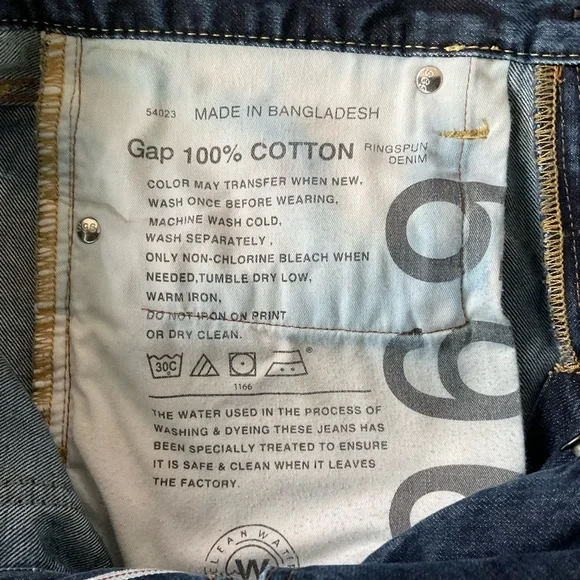 54023 MADE IN BANGLADESH
Gap 100% COTTON RINGSPUN DENIM
COLOR MAY TRANSFER WHEN NEW,
WASH ONCE BEFORE WEARING,
MACHINE WASH COLD,
WASH SEPARATELY ,
ONLY NON-CHLORINE BLEACH WHEN
NEEDED,TUMBLE DRY LOW,
WARM IRON,
DO NOT IRON ON PRINT
OR DRY CLEAN.
30C
®
1166
THE WATER USED IN THE PROCESS OF
WASHING & DYEING THESE JEANS HAS
BEEN SPECIALLY TREATED TO ENSURE
IT IS SAFE & CLEAN WHEN IT LEAVES
THE FACTORY.
CLEAN WATER
W